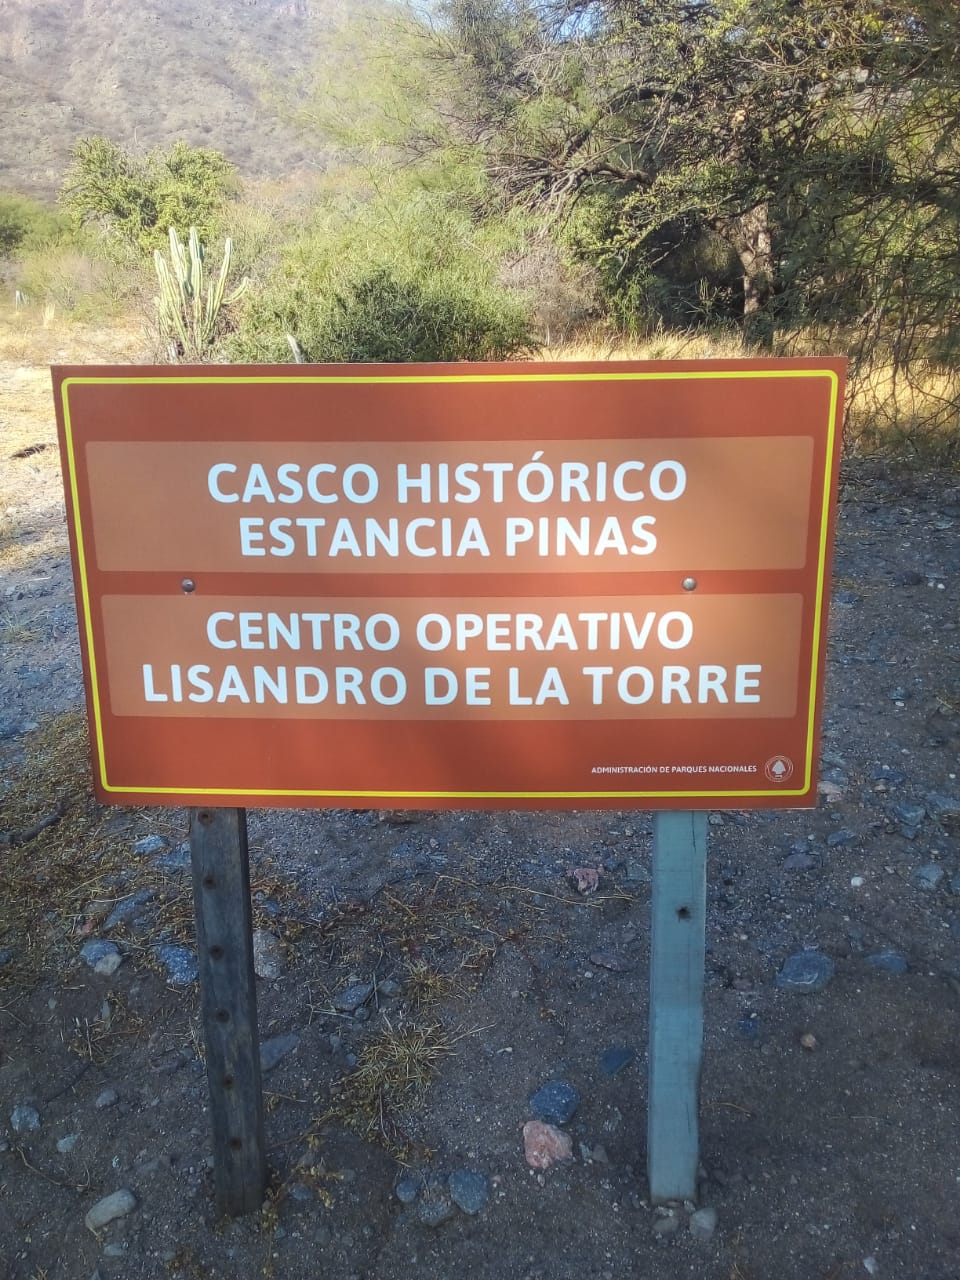 CASCO HISTÓRICO
ESTANCIA PINAS
CENTRO OPERATIVO
LISANDRO DE LA TORRE
ADMINISTRACIÓN DE PARQUES NACIONALES